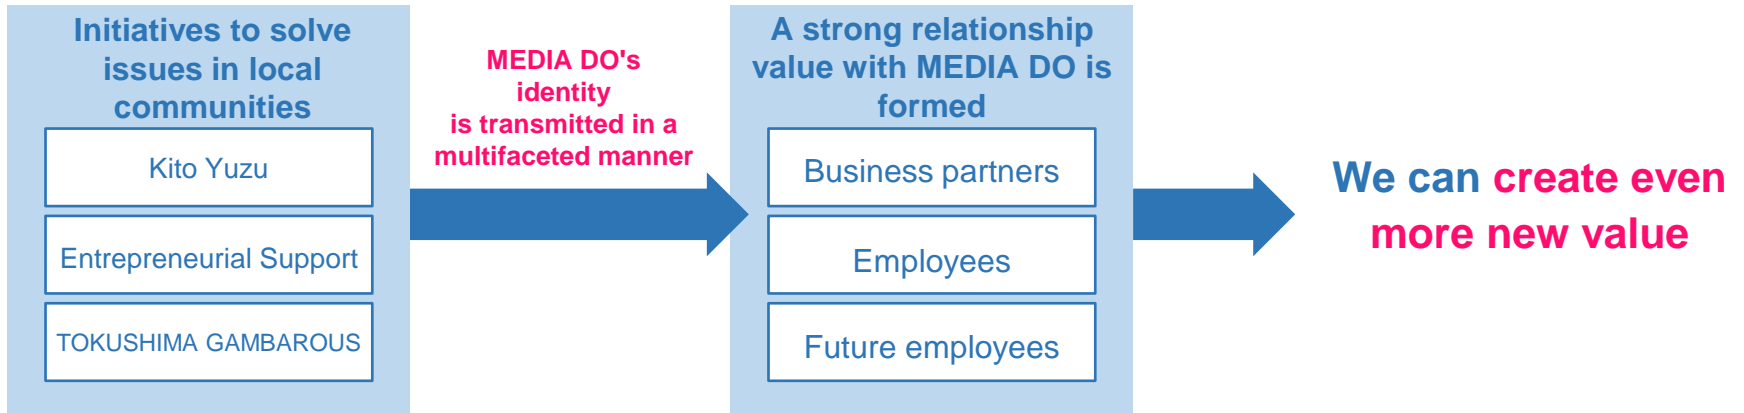 Initiatives to solve
issues in local
communities
Kito Yuzu
Entrepreneurial Support
TOKUSHIMA GAMBAROUS
MEDIA DO's
identity
is transmitted in a
multifaceted manner
A strong relationship
value with MEDIA DO is
formed
Business partners
Employees
Future employees
We can create even
more new value